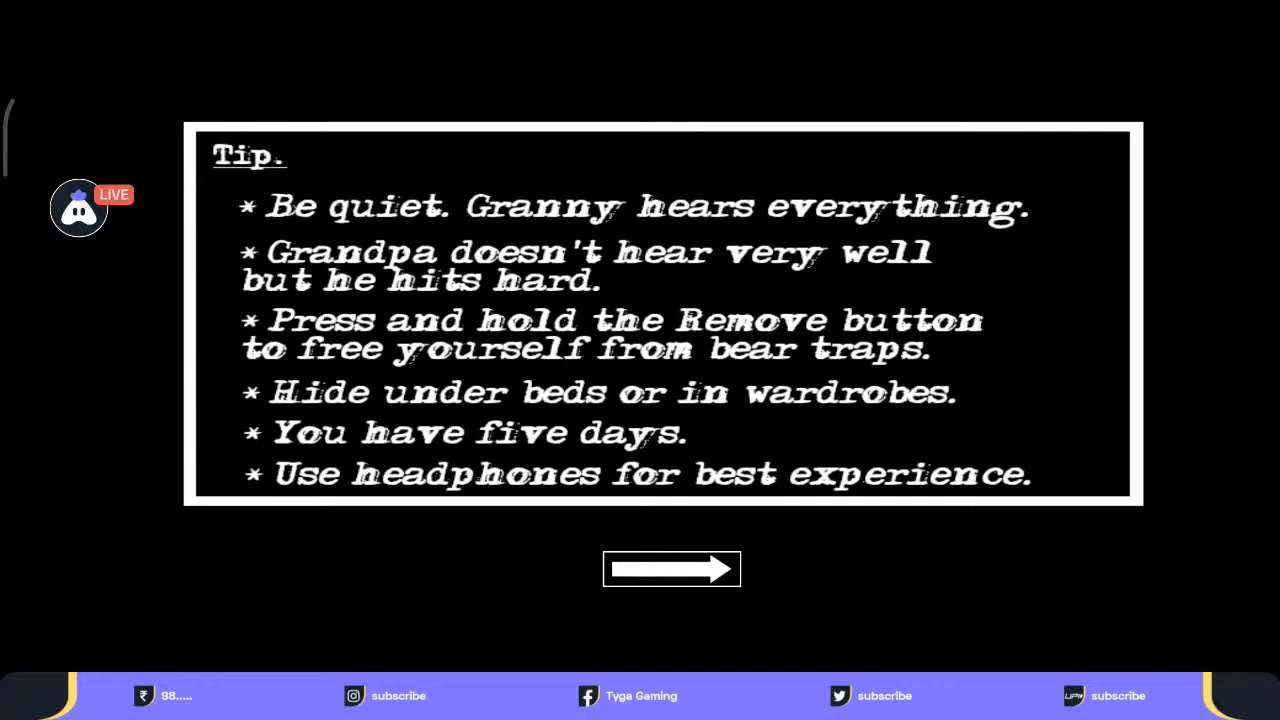 LIVE
Tip.
* Be quiet. Granny hears everything.
* Grandpa doesn't hear very well
but he hits hard.
* Press and hold the Remove button
to free yourself from bear traps.
* Hide under beds or in wardrobes.
* You have five days.
* Use headphones for best experience.
₹ 98..... subscribe Tyga Gaming subscribe UPI subscribe